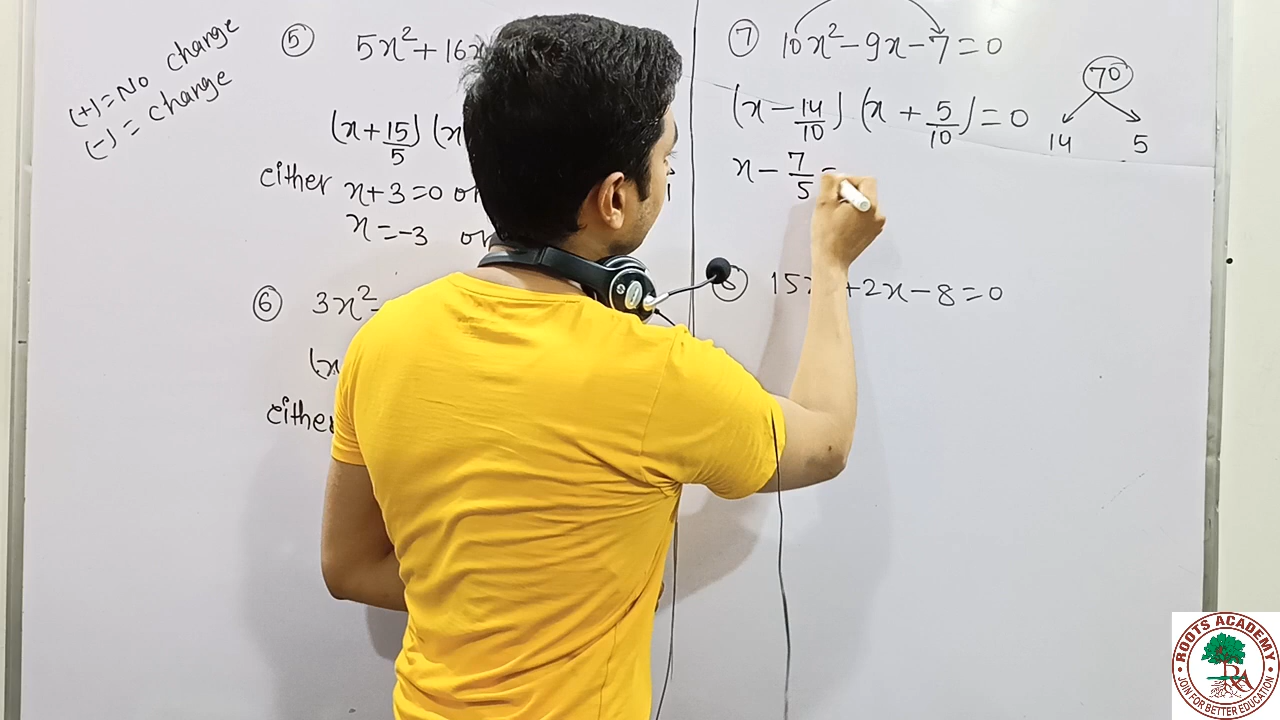 (+) = No change
(-) = change
⑤ 5x² + 16x
(x + 15/5) (x
either x + 3 = 0 or
x = -3 or
⑥ 3x²
(x
either
⑦ 10x² - 9x - 7 = 0
70
14 5
(x - 14/10) (x + 5/10) = 0
x - 7/5 =
⑧ 15x + 2x - 8 = 0
ROOTS ACADEMY
RA
JOIN FOR BETTER EDUCATION